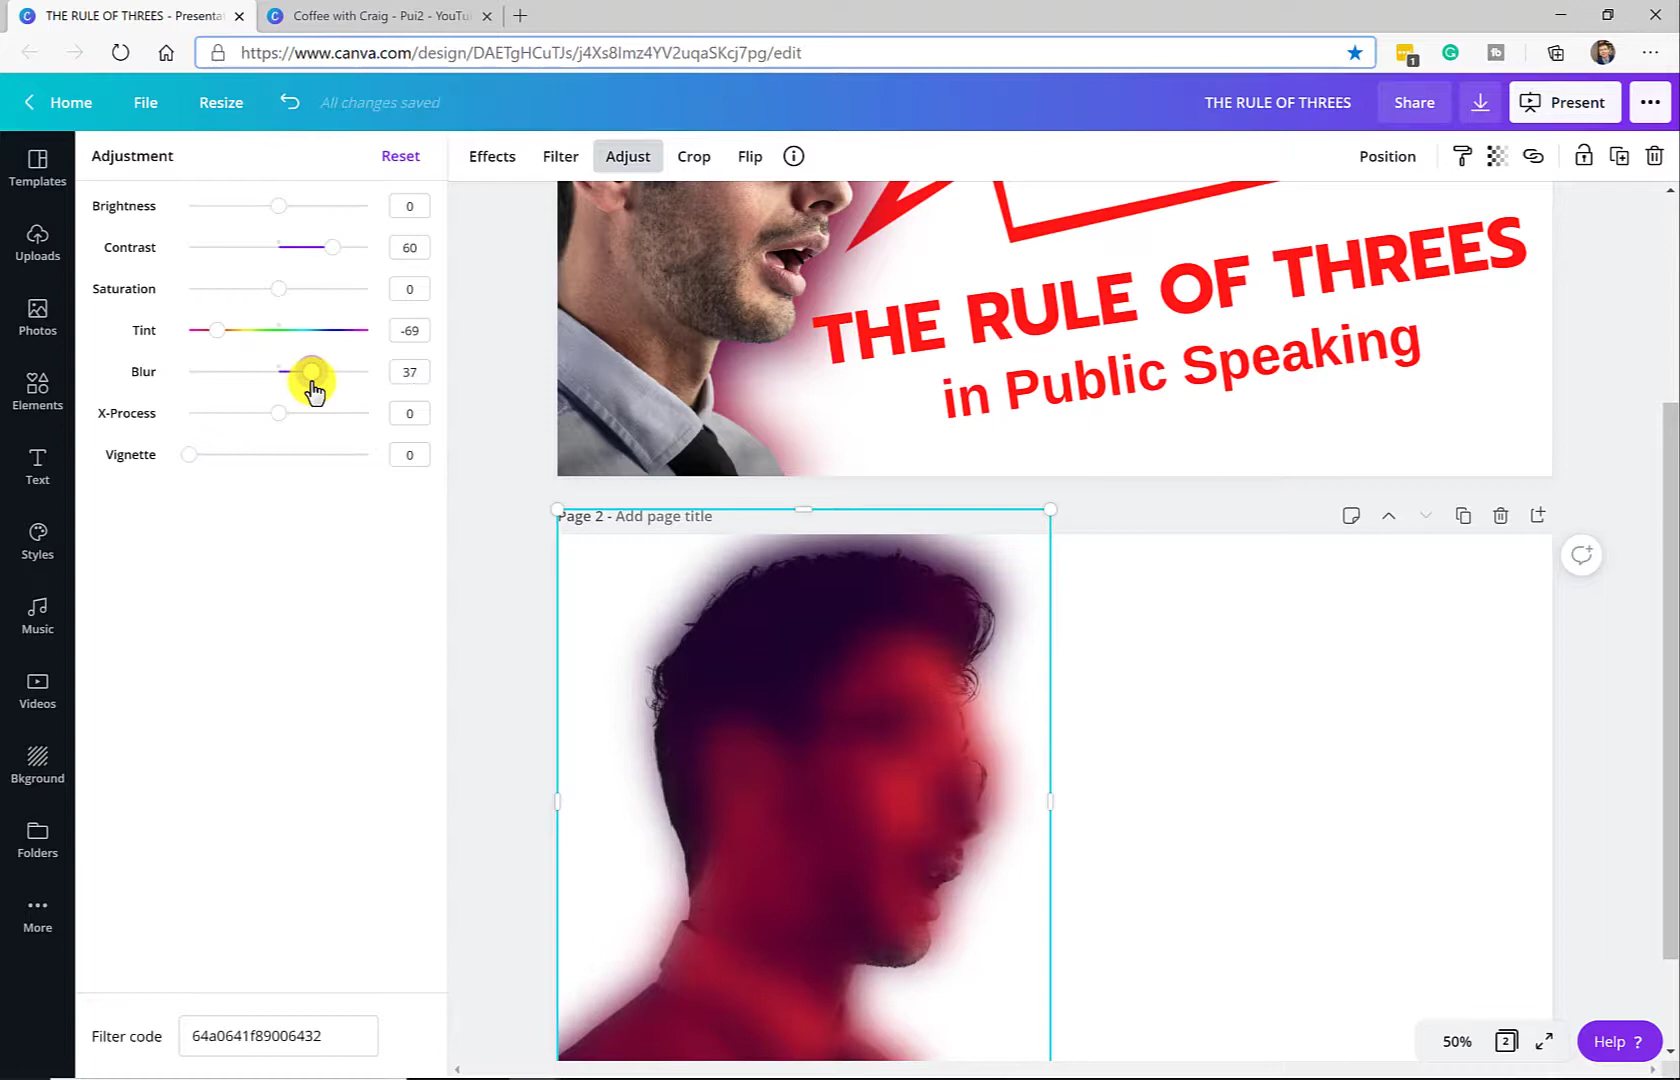 THE RULE OF THREES - Presenta
Coffee with Craig - Pui2 - YouTu
https://www.canva.com/design/DAETgHCuTJs/j4Xs8Imz4YV2uqaSKcj7pg/edit
1
Home
File
Resize
All changes saved
THE RULE OF THREES
Share
Present
Templates
Uploads
Photos
Elements
Text
Styles
Music
Videos
Bkground
Folders
More
Adjustment
Reset
Brightness 0
Contrast 60
Saturation 0
Tint -69
Blur 37
X-Process 0
Vignette 0
Filter code 64a0641f89006432
Effects
Filter
Adjust
Crop
Flip
Position
THE RULE OF THREES
in Public Speaking
Page 2 - Add page title
50%
2
Help ?